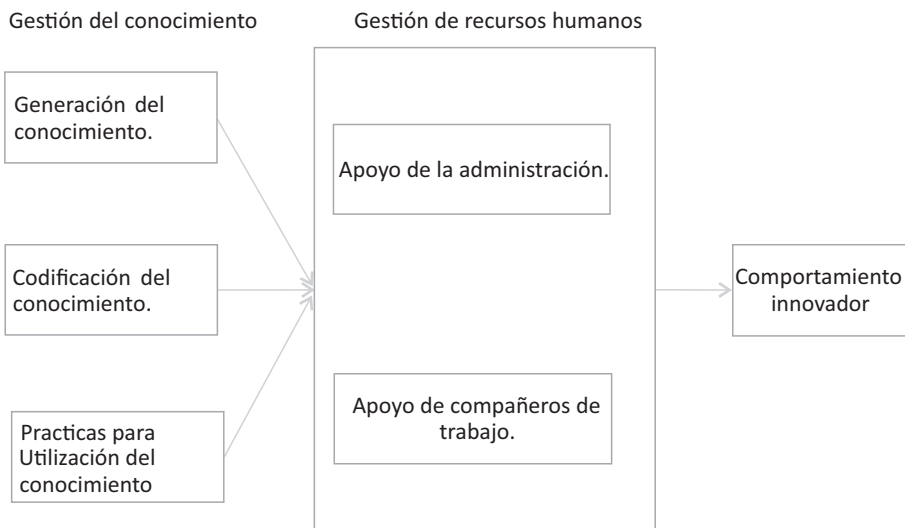 Gestión del conocimiento
Gestión de recursos humanos
Generación del
conocimiento.
Codificación del
conocimiento.
Practicas para
Utilización del
conocimiento
Apoyo de la administración.
Apoyo de compañeros de
trabajo.
Comportamiento
innovador